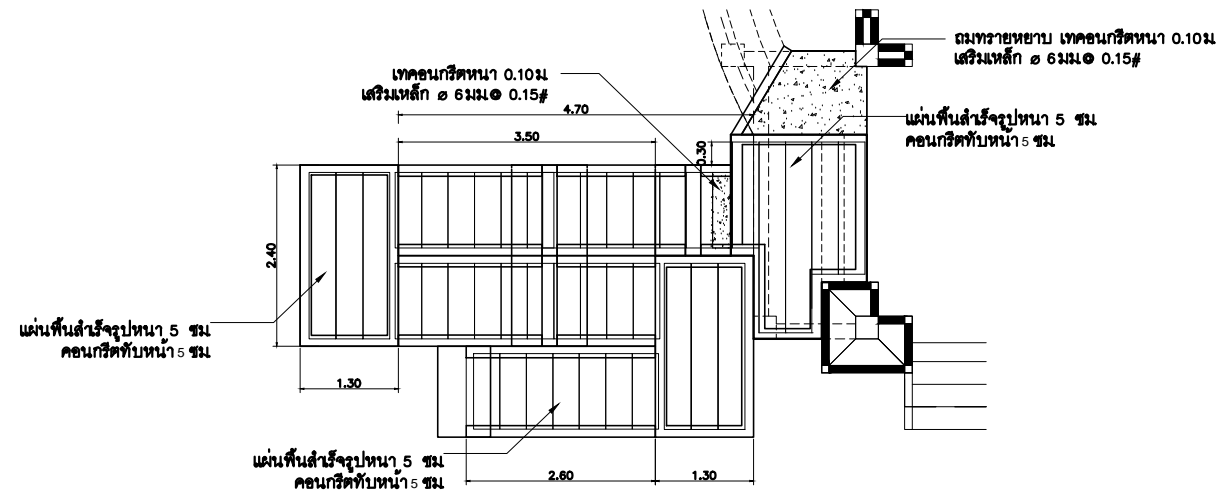 ถมทรายหยาบ เทคอนกรีตหนา 0.10ม.
เสริมเหล็ก ø 6มม.@ 0.15#
เทคอนกรีตหนา 0.10ม.
เสริมเหล็ก ø 6มม.@ 0.15#
4.70
แผ่นพื้นสำเร็จรูปหนา 5 ซม.
คอนกรีตทับหน้า 5 ซม.
3.50
0.30
2.40
แผ่นพื้นสำเร็จรูปหนา 5 ซม.
คอนกรีตทับหน้า 5 ซม.
1.30
แผ่นพื้นสำเร็จรูปหนา 5 ซม.
คอนกรีตทับหน้า 5 ซม.
2.60
1.30